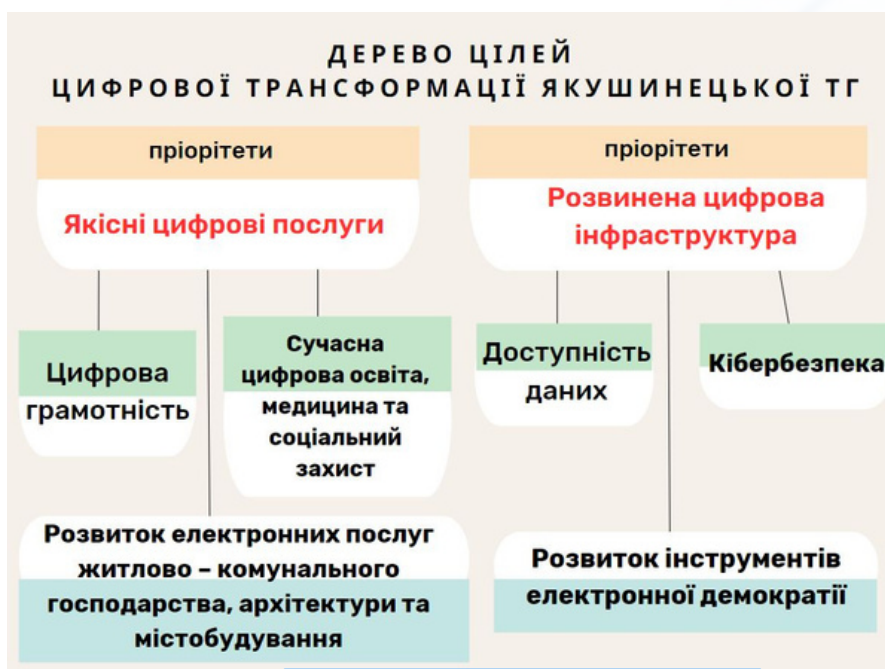 ДЕРЕВО ЦІЛЕЙ
ЦИФРОВОЇ ТРАНСФОРМАЦІЇ ЯКУШИНЕЦЬКОЇ ТГ
пріорітети
Якісні цифрові послуги
Цифрова
грамотність
Сучасна
цифрова освіта,
медицина та
соціальний
захист
Розвиток електронних послуг
житлово – комунального
господарства, архітектури та
містобудування
пріорітети
Розвинена цифрова
інфраструктура
Доступність
даних
Кібербезпека
Розвиток інструментів
електронної демократії